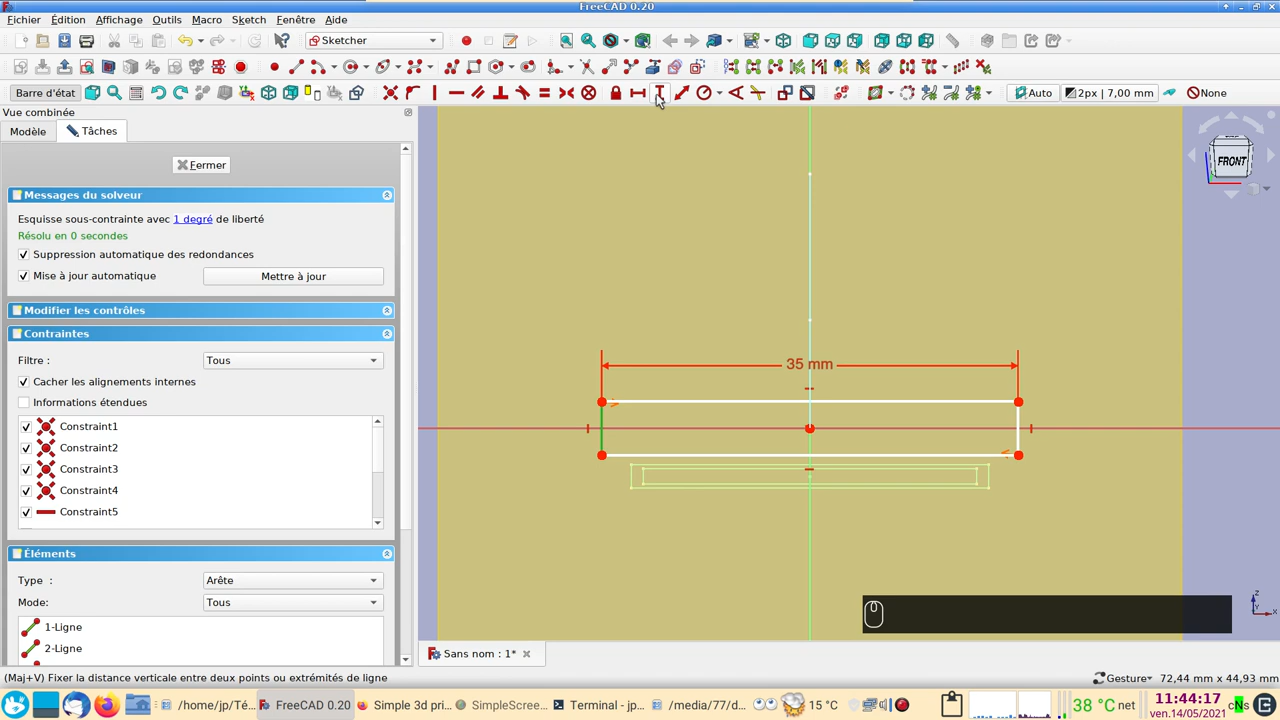 FreeCAD 0.20
Fichier Édition Affichage Outils Macro Sketch Fenêtre Aide
Sketcher
Barre d'état Auto 2px | 7,00 mm None
Vue combinée
Modèle Tâches
Fermer
Messages du solveur
Esquisse sous-contrainte avec 1 degré de liberté
Résolu en 0 secondes
Suppression automatique des redondances
Mise à jour automatique Mettre à jour
Modifier les contrôles
Contraintes
Filtre : Tous
Cacher les alignements internes
Informations étendues
Constraint1
Constraint2
Constraint3
Constraint4
Constraint5
Éléments
Type : Arête
Mode: Tous
1-Ligne
2-Ligne
FRONT
35 mm
Sans nom : 1*
(Maj+V) Fixer la distance verticale entre deux points ou extrémités de ligne
Gesture 72,44 mm x 44,93 mm
/home/jp/Té... FreeCAD 0.20 Simple 3d pri... SimpleScree... Terminal - jp... /media/77/d... 15 °C 38 °C net 11:44:17
ven.14/05/2021